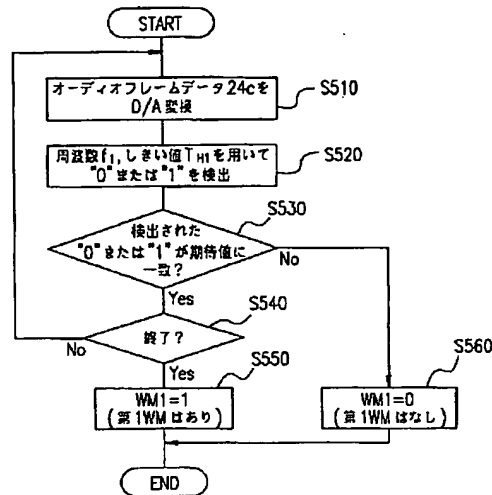 START
オーディオフレームデータ24cを
D/A変換
S510
周波数f1,しきい値TH1を用いて
"0"または"1"を検出
S520
検出された
"0"または"1"が期待値に
一致?
S530
No
Yes
終了?
S540
No
Yes
WM1=1
(第1WMはあり)
S550
WM1=0
(第1WMはなし)
S560
END